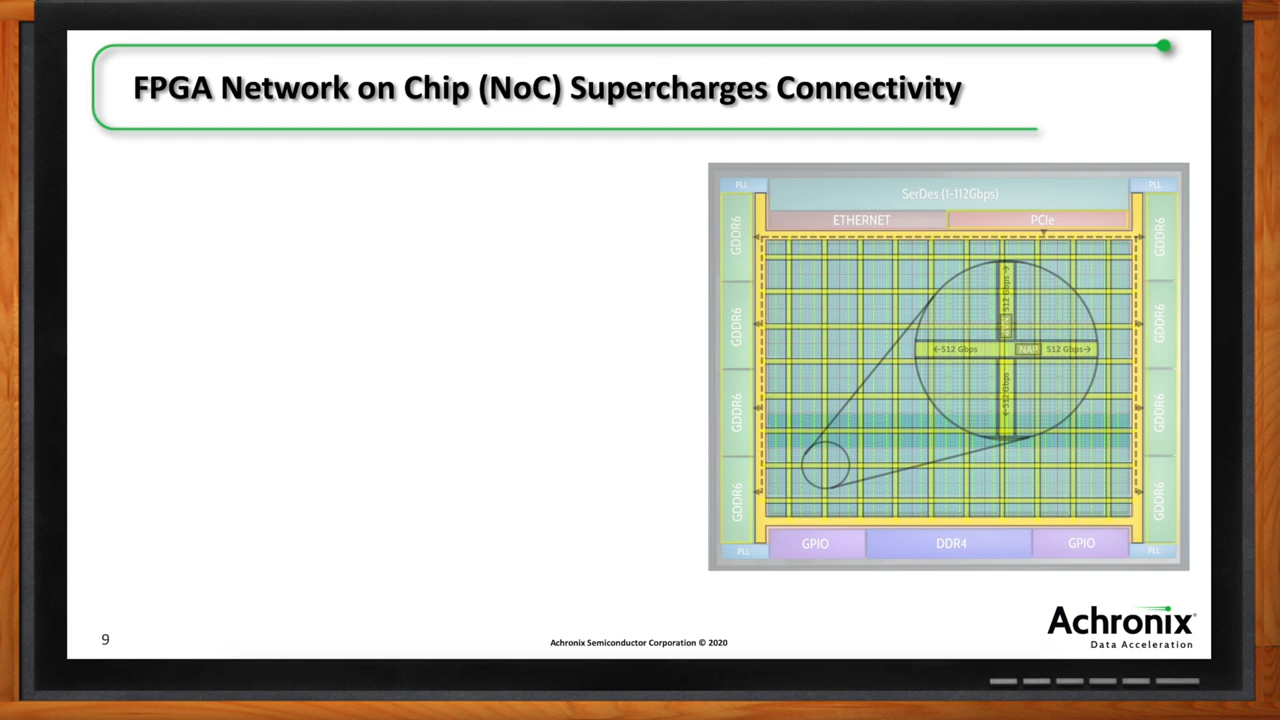 FPGA Network on Chip (NoC) Supercharges Connectivity
PLL
SerDes (1-112Gbps)
PLL
ETHERNET
PCIe
GDDR6
GDDR6
GDDR6
GDDR6
GDDR6
GDDR6
GDDR6
GDDR6
512 Gbps→
NAP
←512 Gbps
NAP
512 Gbps→
←512 Gbps
GPIO
DDR4
GPIO
PLL
PLL
Achronix®
Data Acceleration
9
Achronix Semiconductor Corporation © 2020